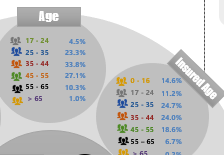 Age
17 - 24 4.5%
25 - 35 23.3%
35 - 44 33.8%
45 - 55 27.1%
55 - 65 10.3%
> 65 1.0%
Insured Age
0 - 16 14.6%
17 - 24 11.2%
25 - 35 24.7%
35 - 44 24.0%
45 - 55 18.6%
55 - 65 6.7%
> 65